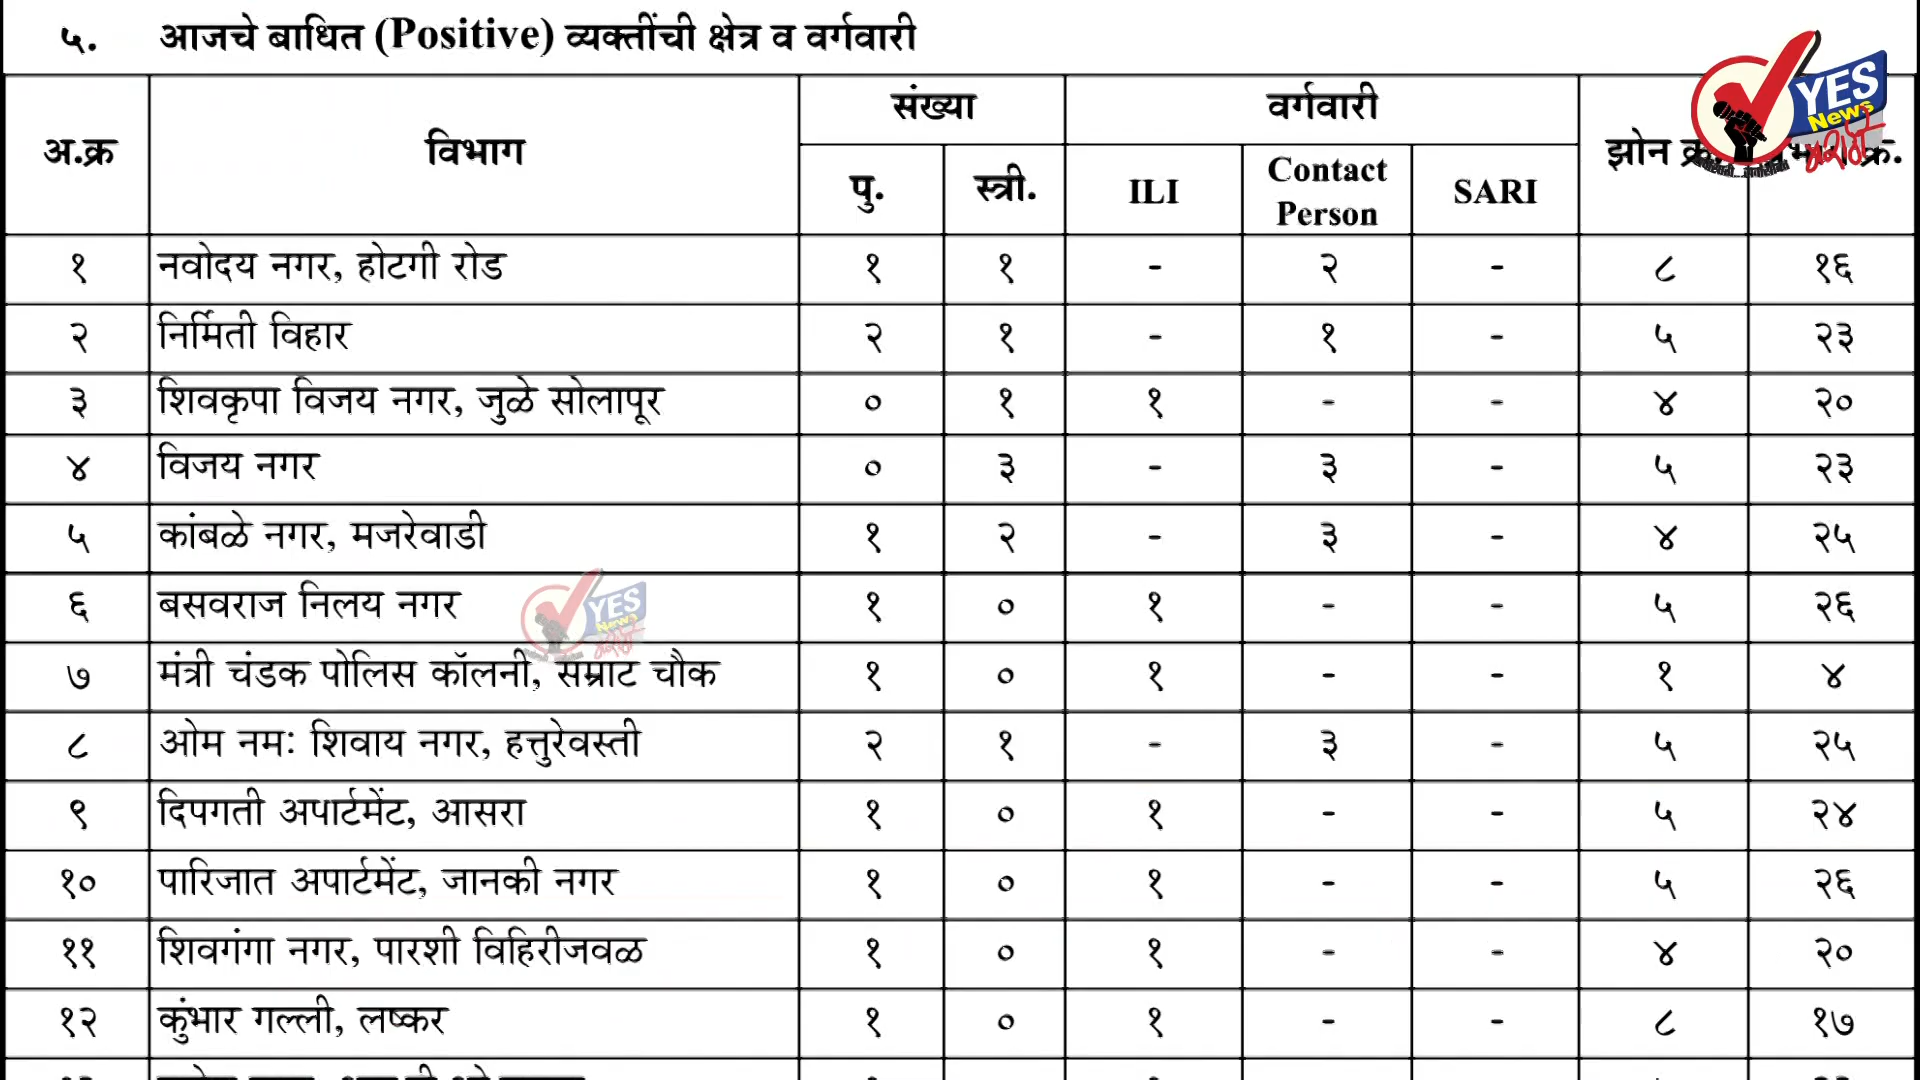 ५. आजचे बाधित (Positive) व्यक्तींची क्षेत्र व वर्गवारी
YES
News
अ.क्र विभाग संख्या वर्गवारी झोन क्र. क्र.
पु. स्त्री. ILI Contact Person SARI
१ नवोदय नगर, होटगी रोड १ १ - २ - ८ १६
२ निर्मिती विहार २ १ - १ - ५ २३
३ शिवकृपा विजय नगर, जुळे सोलापूर ० १ १ - - ४ २०
४ विजय नगर ० ३ - ३ - ५ २३
५ कांबळे नगर, मजरेवाडी १ २ - ३ - ४ २५
६ बसवराज निलय नगर १ ० १ - - ५ २६
YES
News
७ मंत्री चंडक पोलिस कॉलनी, सम्राट चौक १ ० १ - - १ ४
८ ओम नमः शिवाय नगर, हत्तुरेवस्ती २ १ - ३ - ५ २५
९ दिपगती अपार्टमेंट, आसरा १ ० १ - - ५ २४
१० पारिजात अपार्टमेंट, जानकी नगर १ ० १ - - ५ २६
११ शिवगंगा नगर, पारशी विहिरीजवळ १ ० १ - - ४ २०
१२ कुंभार गल्ली, लष्कर १ ० १ - - ८ १७